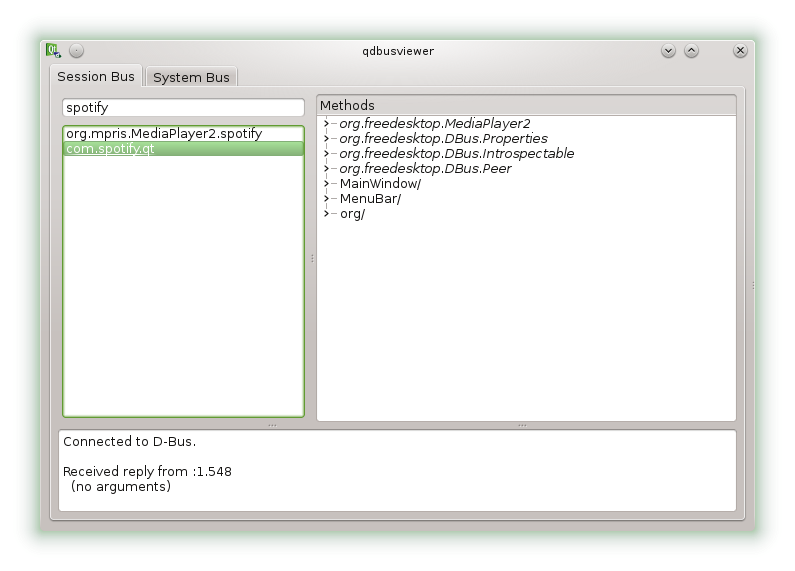 qdbusviewer
Session Bus
System Bus
spotify
org.mpris.MediaPlayer2.spotify
com.spotify.qt
Methods
org.freedesktop.MediaPlayer2
org.freedesktop.DBus.Properties
org.freedesktop.DBus.Introspectable
org.freedesktop.DBus.Peer
MainWindow/
MenuBar/
org/
Connected to D-Bus.
Received reply from :1.548
(no arguments)